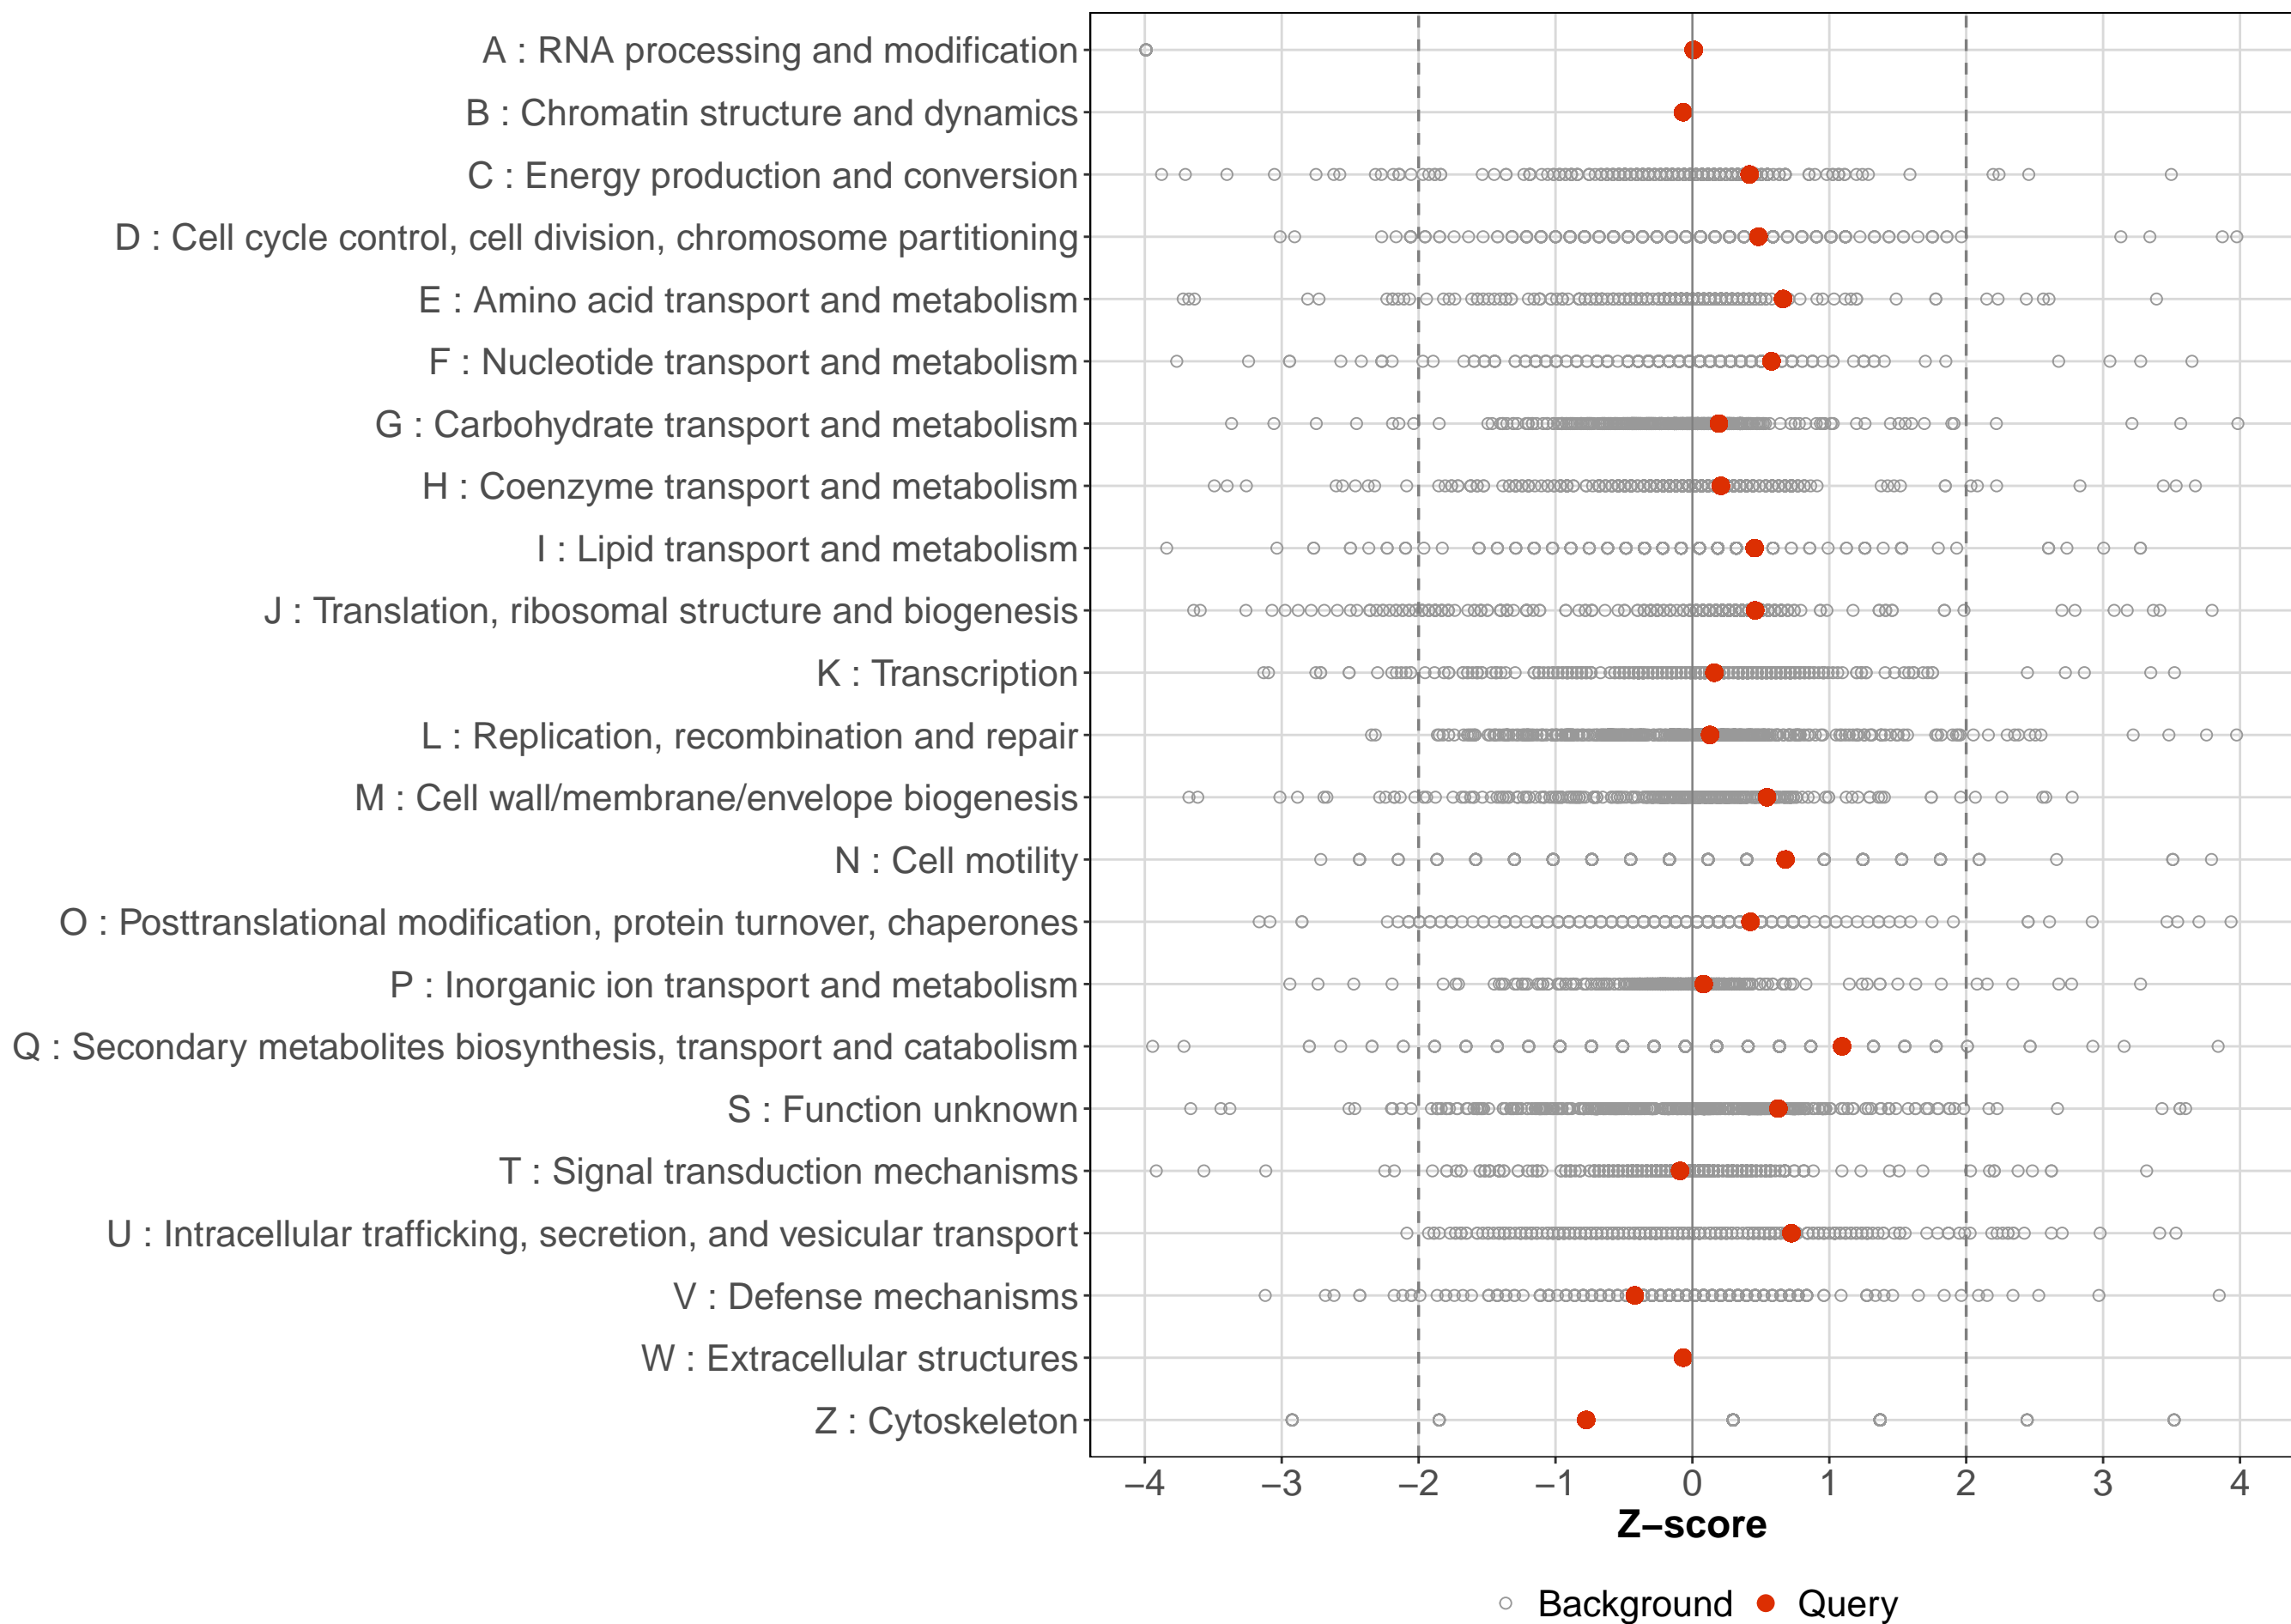 A : RNA processing and modification
B : Chromatin structure and dynamics
C : Energy production and conversion
D : Cell cycle control, cell division, chromosome partitioning
E : Amino acid transport and metabolism
F : Nucleotide transport and metabolism
G : Carbohydrate transport and metabolism
H : Coenzyme transport and metabolism
I : Lipid transport and metabolism
J : Translation, ribosomal structure and biogenesis
K : Transcription
L : Replication, recombination and repair
M : Cell wall/membrane/envelope biogenesis
N : Cell motility
O : Posttranslational modification, protein turnover, chaperones
P : Inorganic ion transport and metabolism
Q : Secondary metabolites biosynthesis, transport and catabolism
S : Function unknown
T : Signal transduction mechanisms
U : Intracellular trafficking, secretion, and vesicular transport
V : Defense mechanisms
W : Extracellular structures
Z : Cytoskeleton
−4 −3 −2 −1 0 1 2 3 4
Z−score
Background Query